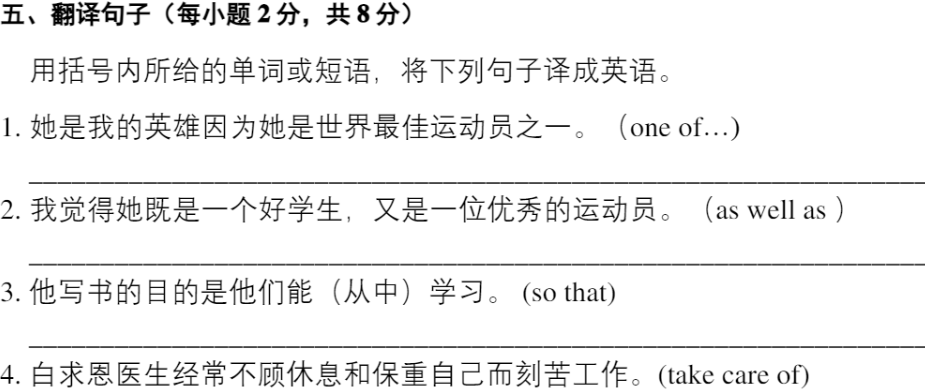 五、翻译句子（每小题 2 分，共 8 分）
用括号内所给的单词或短语，将下列句子译成英语。
1. 她是我的英雄因为她是世界最佳运动员之一。（one of…)
2. 我觉得她既是一个好学生，又是一位优秀的运动员。（as well as ）
3. 他写书的目的是他们能（从中）学习。(so that)
4. 白求恩医生经常不顾休息和保重自己而刻苦工作。(take care of)